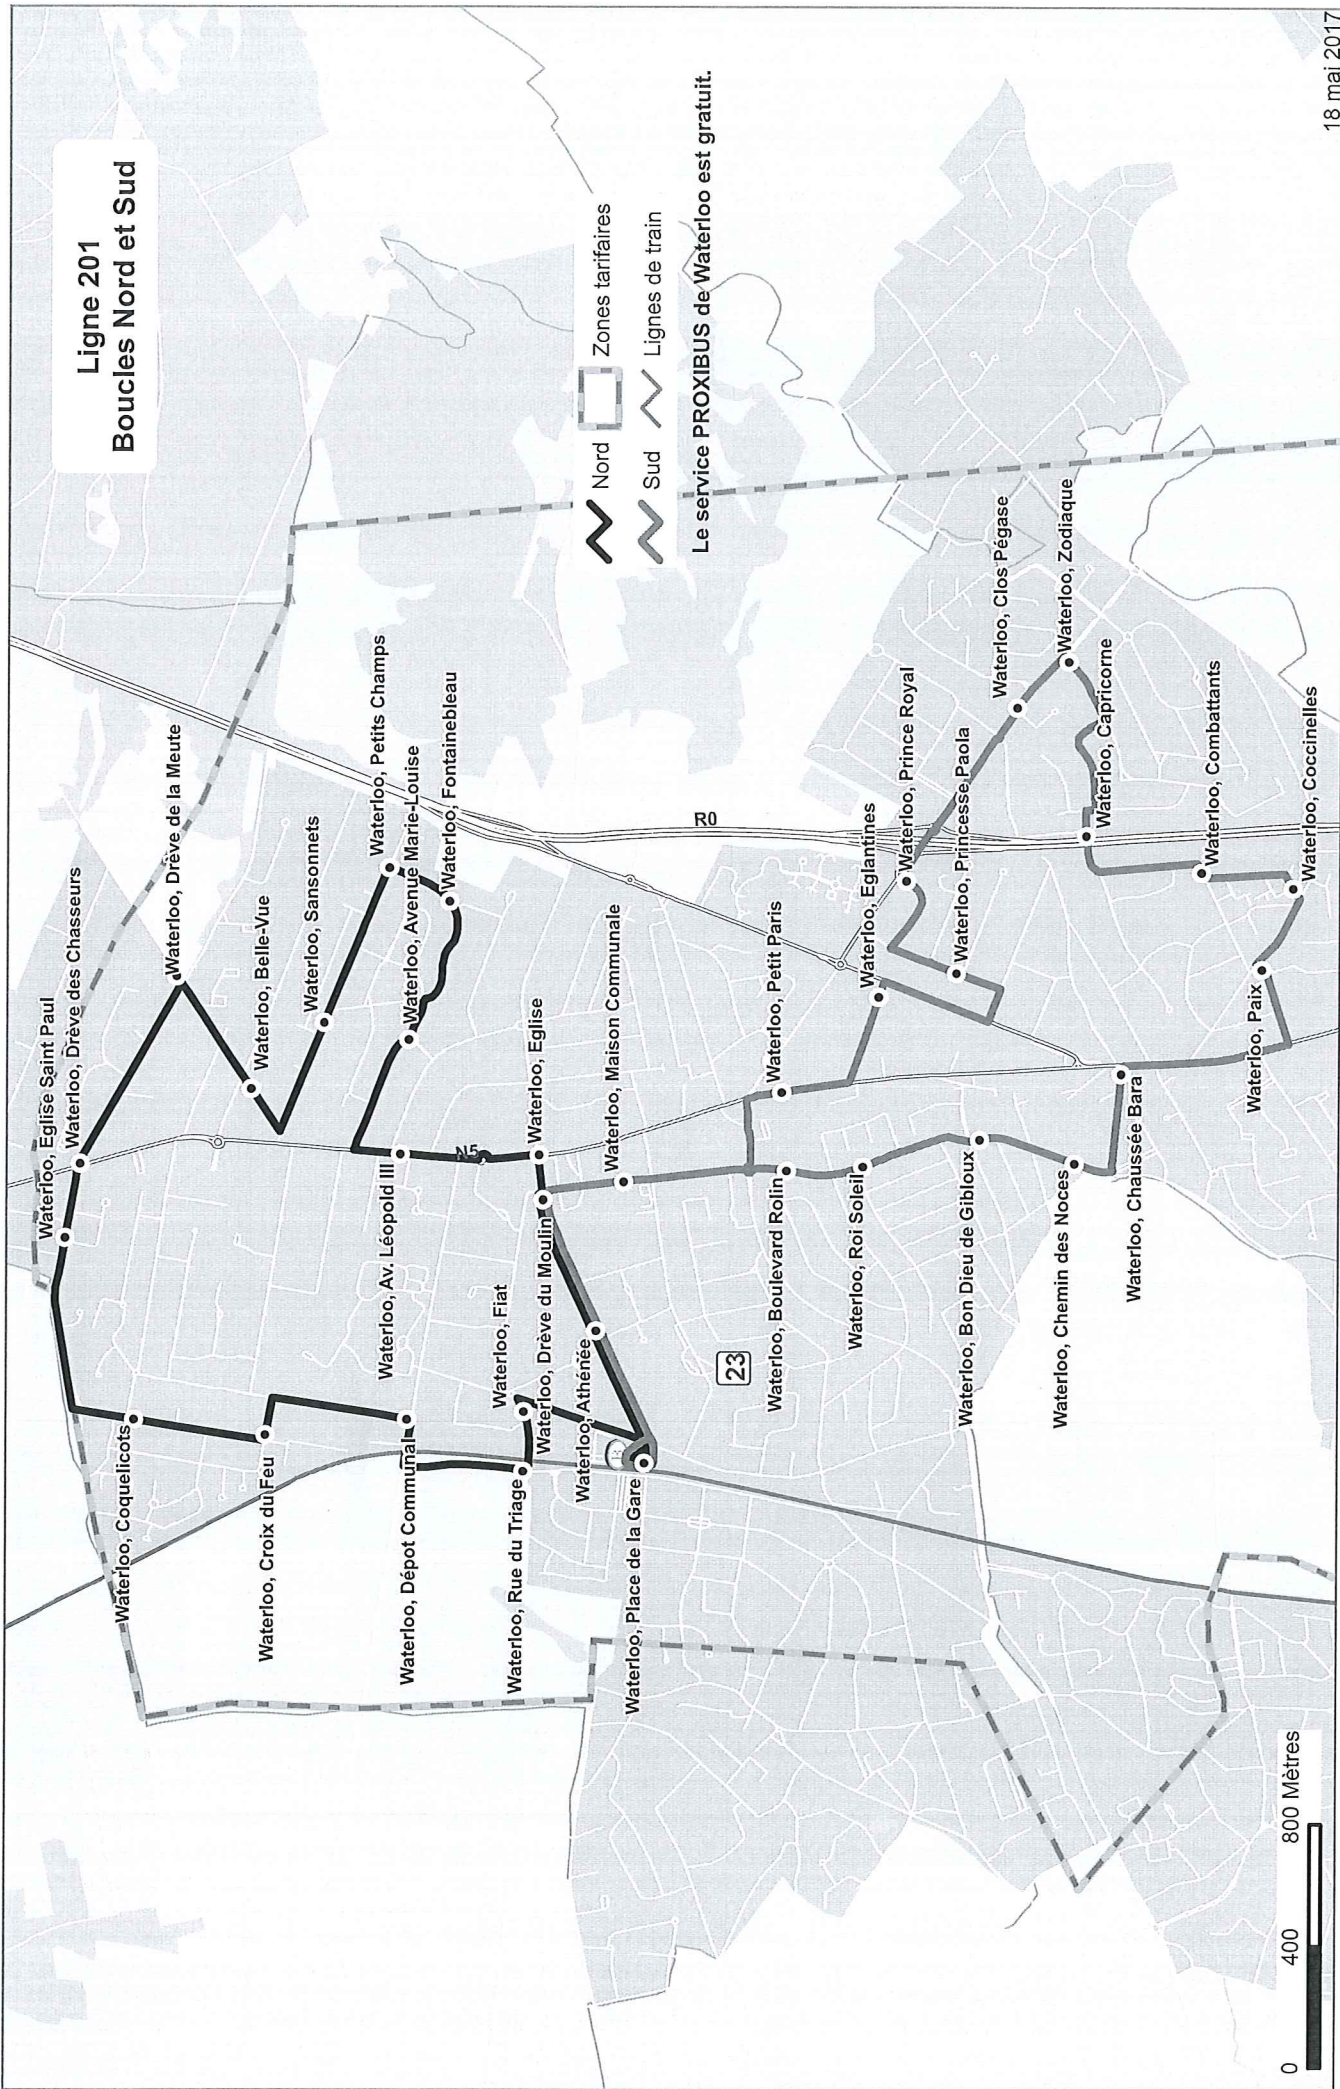 Ligne 201
Boucles Nord et Sud
Nord
Zones tarifaires
Sud
Lignes de train
Le service PROXIBUS de Waterloo est gratuit.
Waterloo, Eglise Saint Paul
Waterloo, Drève des Chasseurs
Waterloo, Drève de la Meute
Waterloo, Belle-Vue
Waterloo, Sansonnets
Waterloo, Petits Champs
Waterloo, Avenue Marie-Louise
Waterloo, Fontainebleau
Waterloo, Coquelicots
Waterloo, Croix du Feu
Waterloo, Av. Léopold III
Waterloo, Dépot Communal
N5
Waterloo, Eglise
Waterloo, Fiat
Waterloo, Drève du Moulin
Waterloo, Rue du Triage
Waterloo, Athénée
Waterloo, Place de la Gare
Waterloo, Maison Communale
R0
23
Waterloo, Petit Paris
Waterloo, Boulevard Rolin
Waterloo, Eglantines
Waterloo, Roi Soleil
Waterloo, Prince Royal
Waterloo, Princesse Paola
Waterloo, Bon Dieu de Gibloux
Waterloo, Clos Pégase
Waterloo, Zodiaque
Waterloo, Chemin des Noces
Waterloo, Capricorne
Waterloo, Chaussée Bara
Waterloo, Combattants
Waterloo, Paix
Waterloo, Coccinelles
0 400 800 Mètres
18 mai 2017